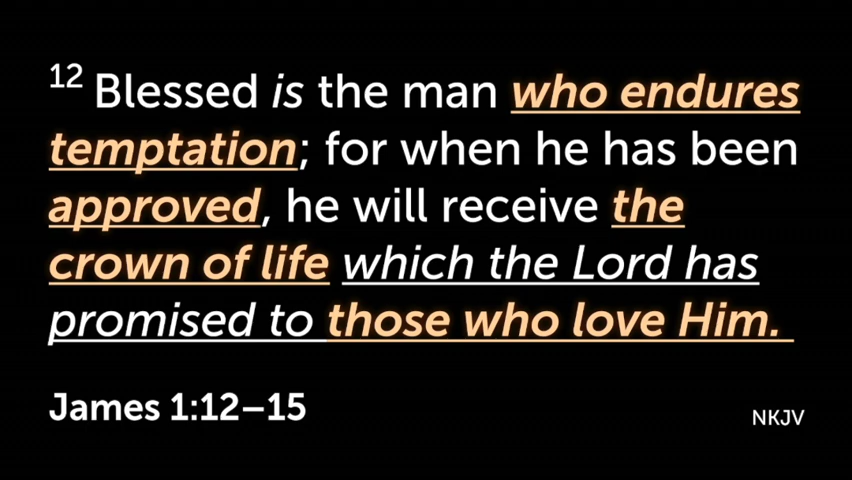 12 Blessed is the man who endures
temptation; for when he has been
approved, he will receive the
crown of life which the Lord has
promised to those who love Him.
James 1:12–15
NKJV